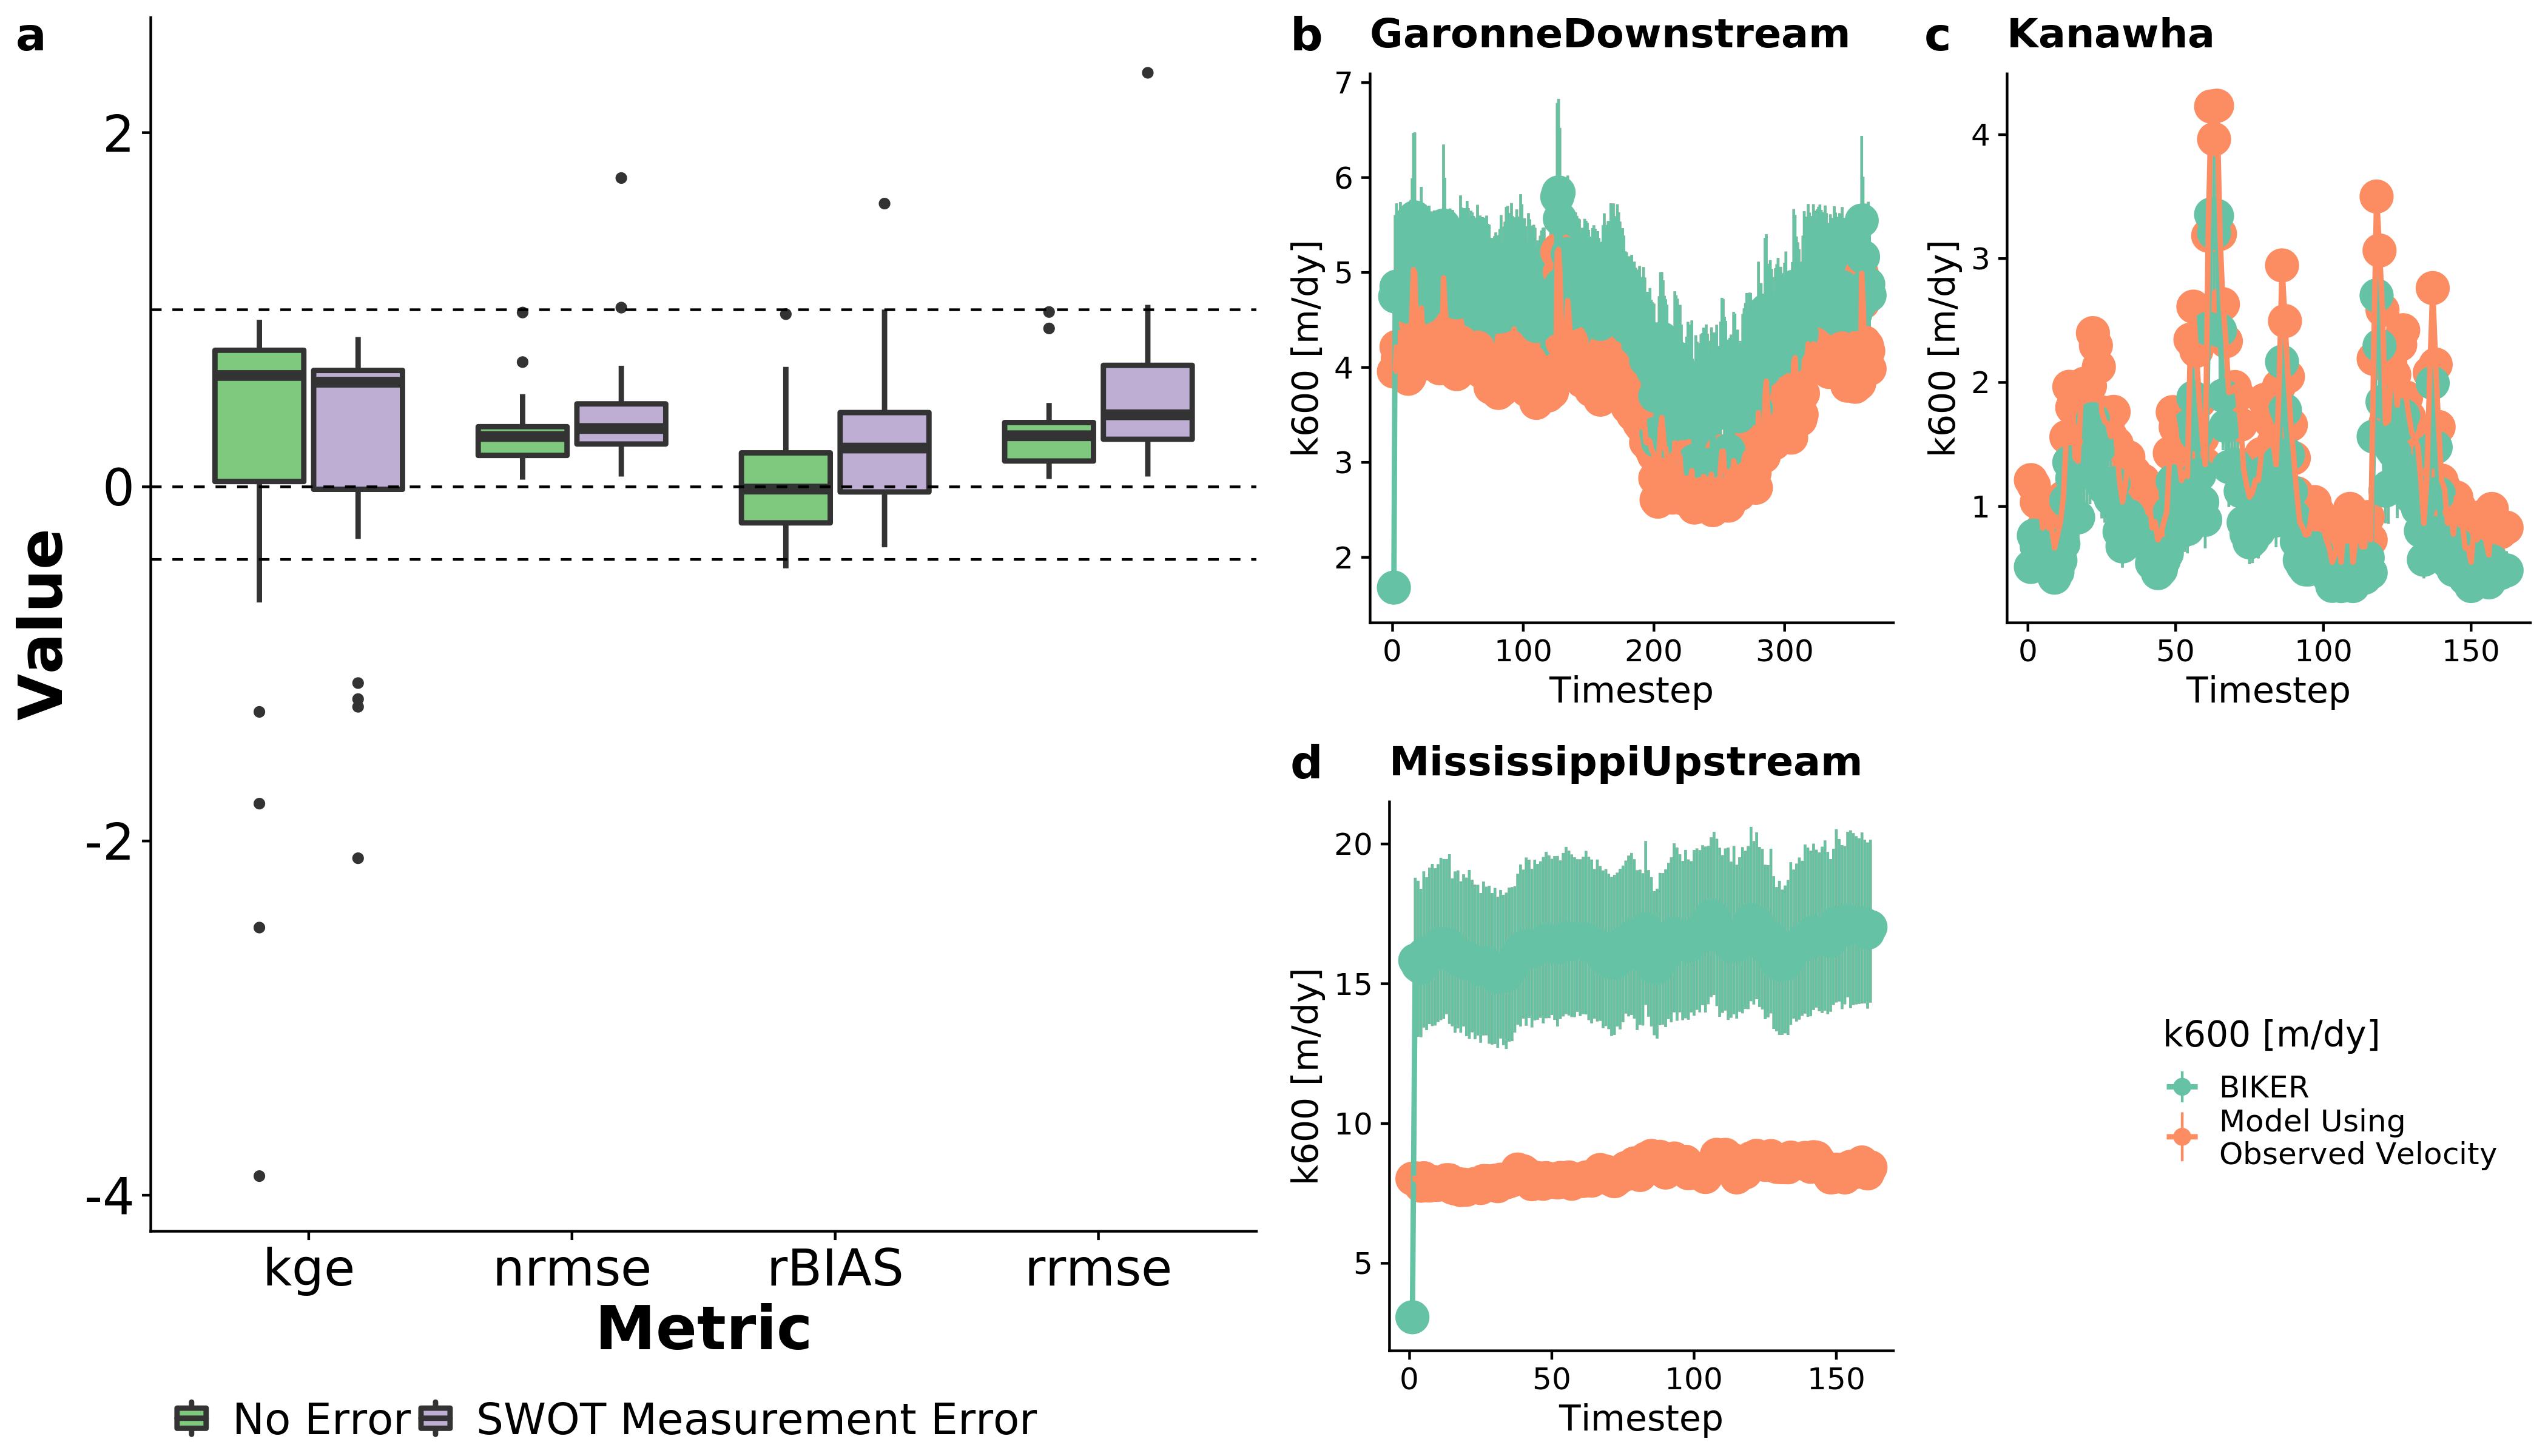 a
Value
2
0
-2
-4
kge nrmse rBIAS rrmse
Metric
No Error SWOT Measurement Error
b GaronneDownstream
k600 [m/dy]
7
6
5
4
3
2
0 100 200 300
Timestep
c Kanawha
k600 [m/dy]
4
3
2
1
0 50 100 150
Timestep
d MississippiUpstream
k600 [m/dy]
20
15
10
5
0 50 100 150
Timestep
k600 [m/dy]
BIKER
Model Using
Observed Velocity